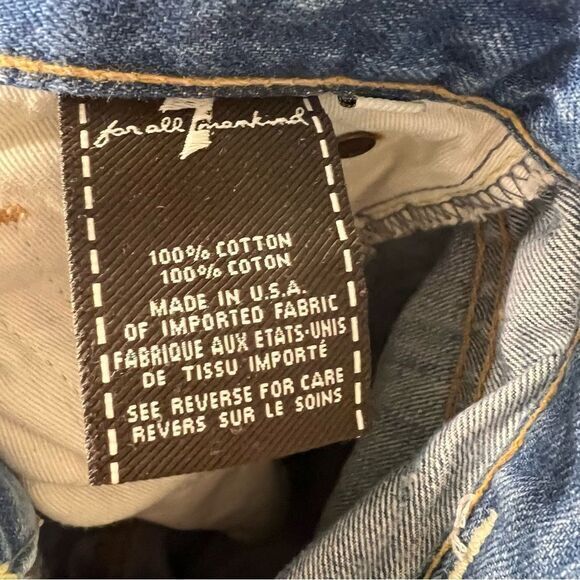 7
for all mankind
100% COTTON
100% COTON
MADE IN U.S.A.
OF IMPORTED FABRIC
FABRIQUE AUX ETATS-UNIS
DE TISSU IMPORTÉ
SEE REVERSE FOR CARE
REVERS SUR LE SOINS